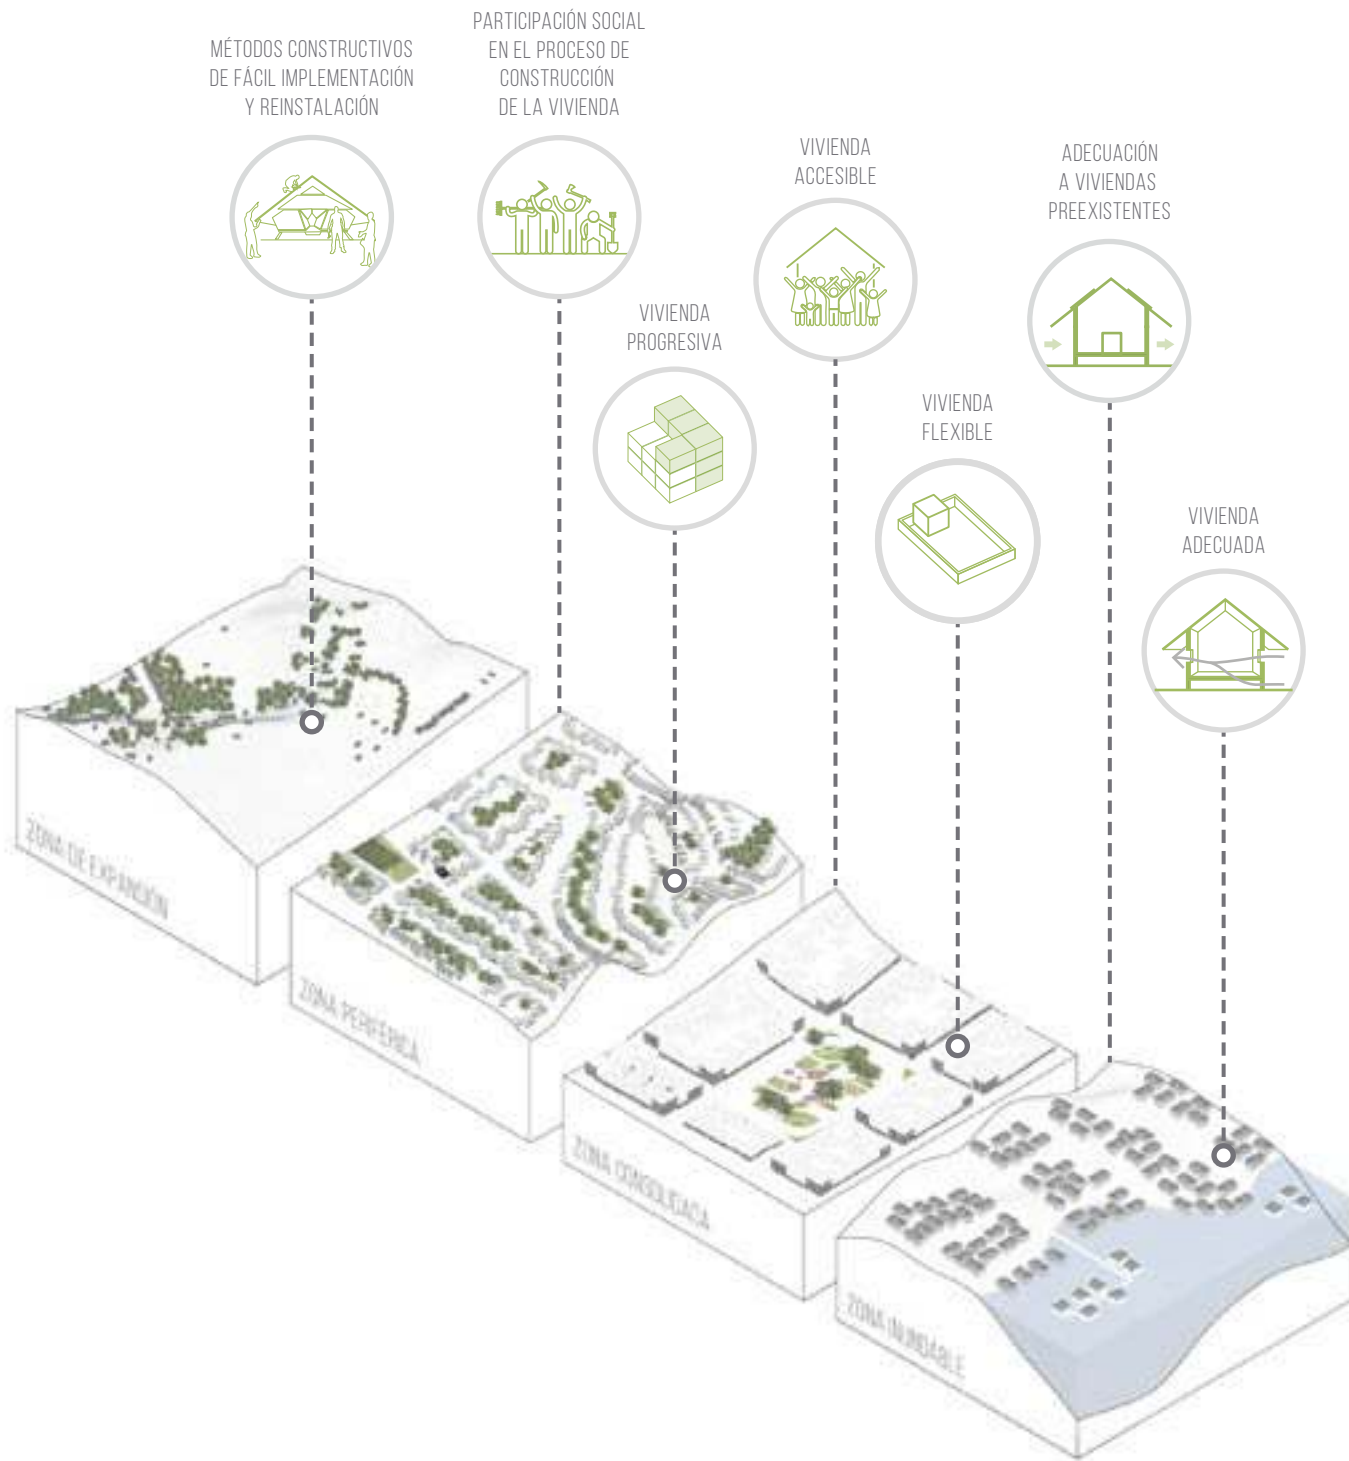 MÉTODOS CONSTRUCTIVOS
DE FÁCIL IMPLEMENTACIÓN
Y REINSTALACIÓN
PARTICIPACIÓN SOCIAL
EN EL PROCESO DE
CONSTRUCCIÓN
DE LA VIVIENDA
VIVIENDA
PROGRESIVA
VIVIENDA
ACCESIBLE
VIVIENDA
FLEXIBLE
ADECUACIÓN
A VIVIENDAS
PREEXISTENTES
VIVIENDA
ADECUADA
ZONA DE EXPANSIÓN
ZONA PERIFÉRICA
ZONA CONSOLIDADA
ZONA INUNDABLE